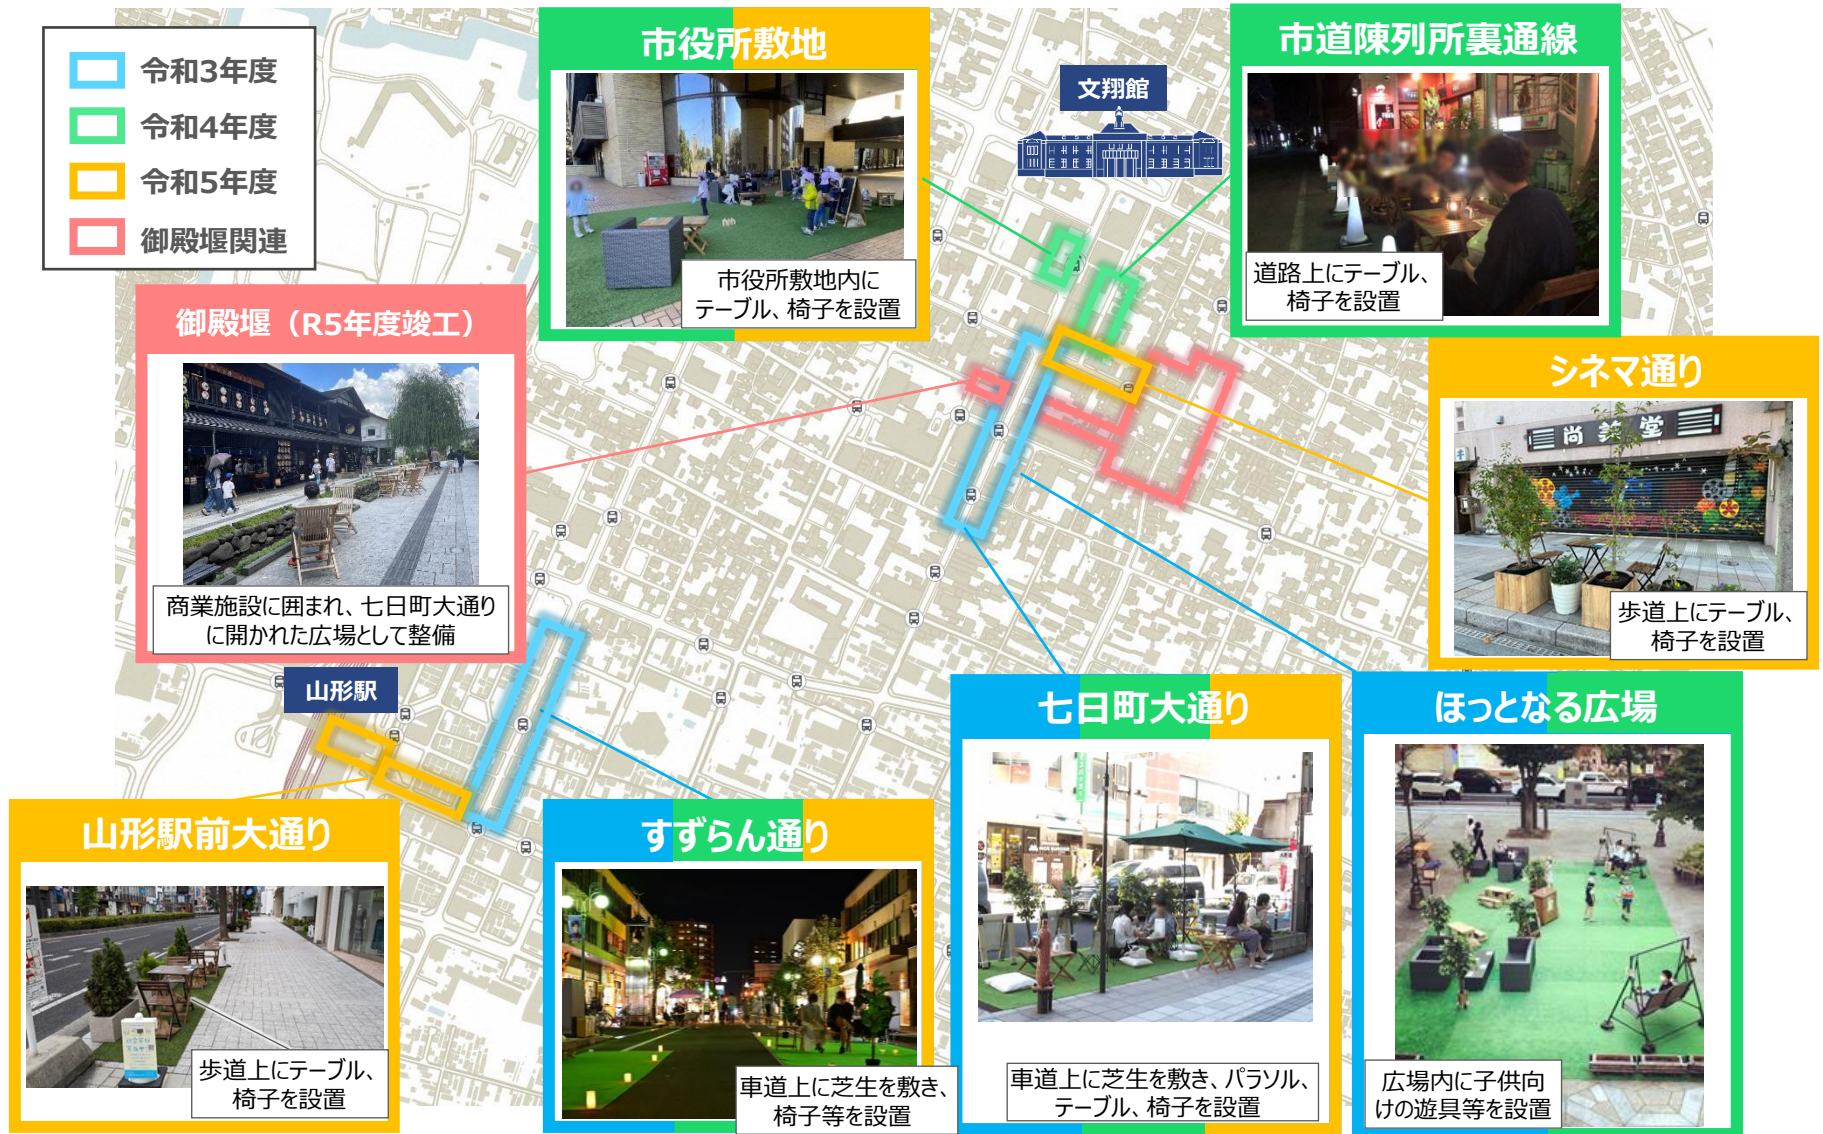 令和3年度
令和4年度
令和5年度
御殿堰関連
市役所敷地
市役所敷地内に
テーブル、椅子を設置
文翔館
市道陳列所裏通線
道路上にテーブル、
椅子を設置
御殿堰（R5年度竣工）
商業施設に囲まれ、七日町大通り
に開かれた広場として整備
シネマ通り
尚美堂
歩道上にテーブル、
椅子を設置
山形駅
山形駅前大通り
歩道上にテーブル、
椅子を設置
すずらん通り
車道上に芝生を敷き、
椅子等を設置
七日町大通り
車道上に芝生を敷き、パラソル、
テーブル、椅子を設置
ほっとなる広場
広場内に子供向
けの遊具等を設置